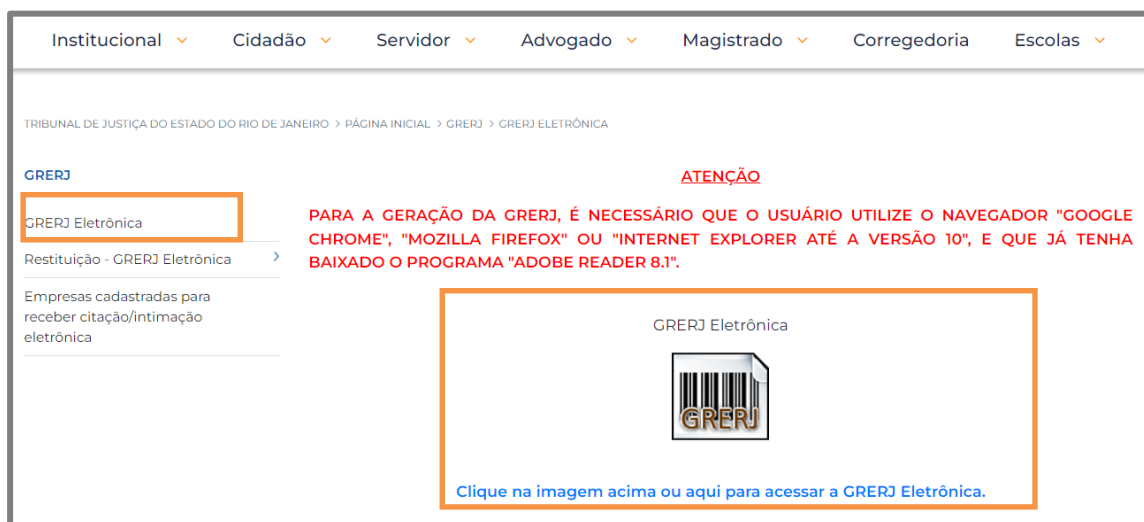 Institucional Cidadão Servidor Advogado Magistrado Corregedoria Escolas
TRIBUNAL DE JUSTIÇA DO ESTADO DO RIO DE JANEIRO > PÁGINA INICIAL > GRERJ > GRERJ ELETRÔNICA
GRERJ
GRERJ Eletrônica
Restituição - GRERJ Eletrônica
Empresas cadastradas para
receber citação/intimação
eletrônica
ATENÇÃO
PARA A GERAÇÃO DA GRERJ, É NECESSÁRIO QUE O USUÁRIO UTILIZE O NAVEGADOR "GOOGLE
CHROME", "MOZILLA FIREFOX" OU "INTERNET EXPLORER ATÉ A VERSÃO 10", E QUE JÁ TENHA
BAIXADO O PROGRAMA "ADOBE READER 8.1".
GRERJ Eletrônica
GRERJ
Clique na imagem acima ou aqui para acessar a GRERJ Eletrônica.